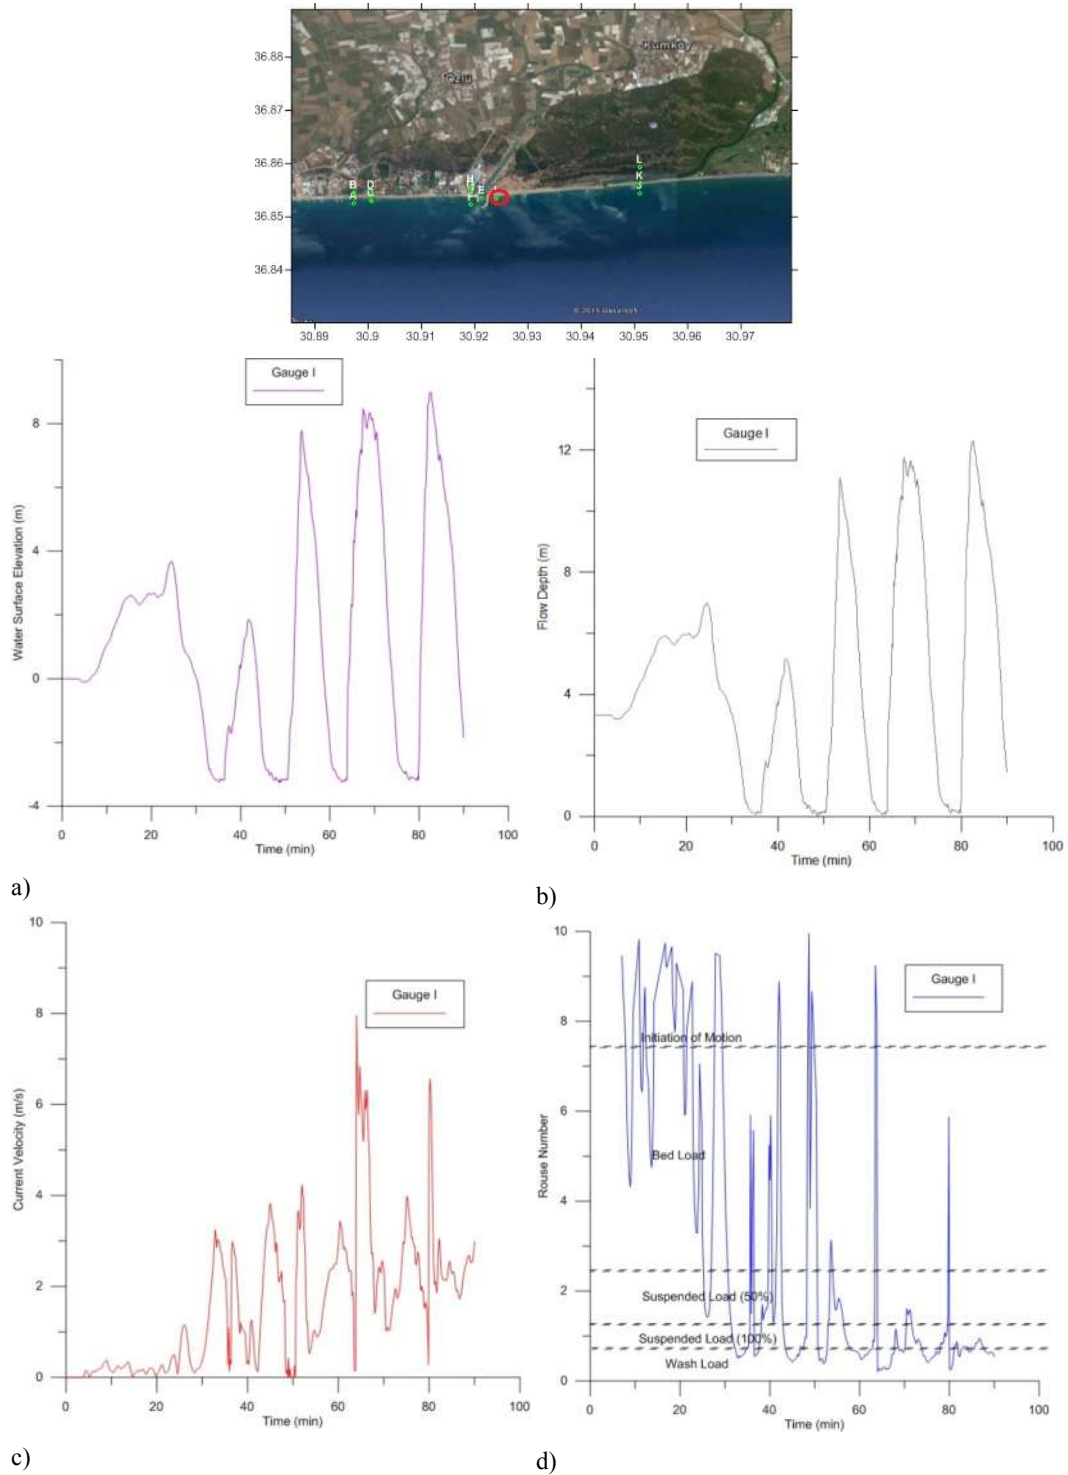 36.88
Kumköy
36.87
36.86
L
K
J
B
A
D
C
H
E
36.85
36.84
30.89 30.9 30.91 30.92 30.93 30.94 30.95 30.96 30.97
Gauge I
Water Surface Elevation (m)
8
4
0
-4
0 20 40 60 80 100
Time (min)
a)
Gauge I
Flow Depth (m)
12
8
4
0
0 20 40 60 80 100
Time (min)
b)
Gauge I
Current Velocity (m/s)
10
8
6
4
2
0
0 20 40 60 80 100
Time (min)
c)
Gauge I
Rouse Number
10
8
Initiation of Motion
6
Bed Load
4
2
Suspended Load (50%)
Suspended Load (100%)
Wash Load
0
0 20 40 60 80 100
Time (min)
d)